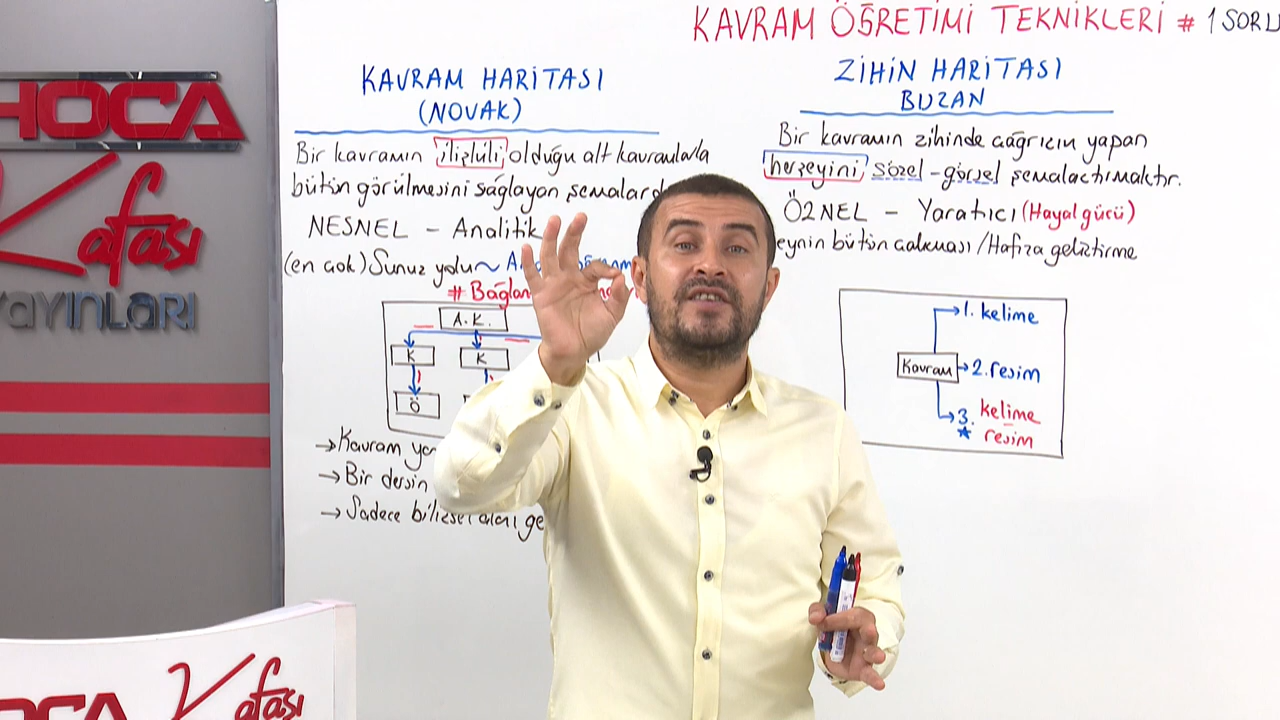 KAVRAM ÖĞRETİMİ TEKNİKLERİ # 1 SORU
KAVRAM HARİTASI
(NOVAK)
Bir kavramın ilişkili olduğu alt kavramlarla
bütün görülmesini sağlayan şemalard
NESNEL - Analitik
(en çok) Sunuş yolu ~
# Bağlan
A.K.
K
K
Ö
→ Kavram ya
→ Bir dersin
→ Sadece bilişsel alanı ge
ZİHİN HARİTASI
BUZAN
Bir kavramın zihinde çağrışım yapan
herşeyini sözel - görsel şemalaştırmaktır.
ÖZNEL - Yaratıcı (Hayal gücü)
eynin bütün çalışması / Hafıza geliştirme
Kavram
1. kelime
2. resim
3. kelime
resim
HOCA
Kafası
YAYINLARI
HOCA
Kafası